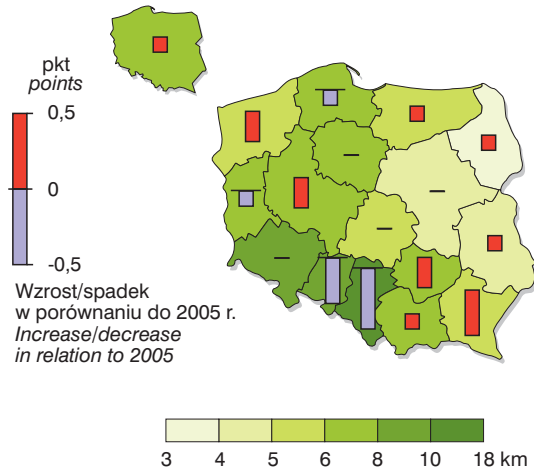 pkt
points
0,5
0
-0,5
Wzrost/spadek
w porównaniu do 2005 r.
Increase/decrease
in relation to 2005
3 4 5 6 8 10 18 km